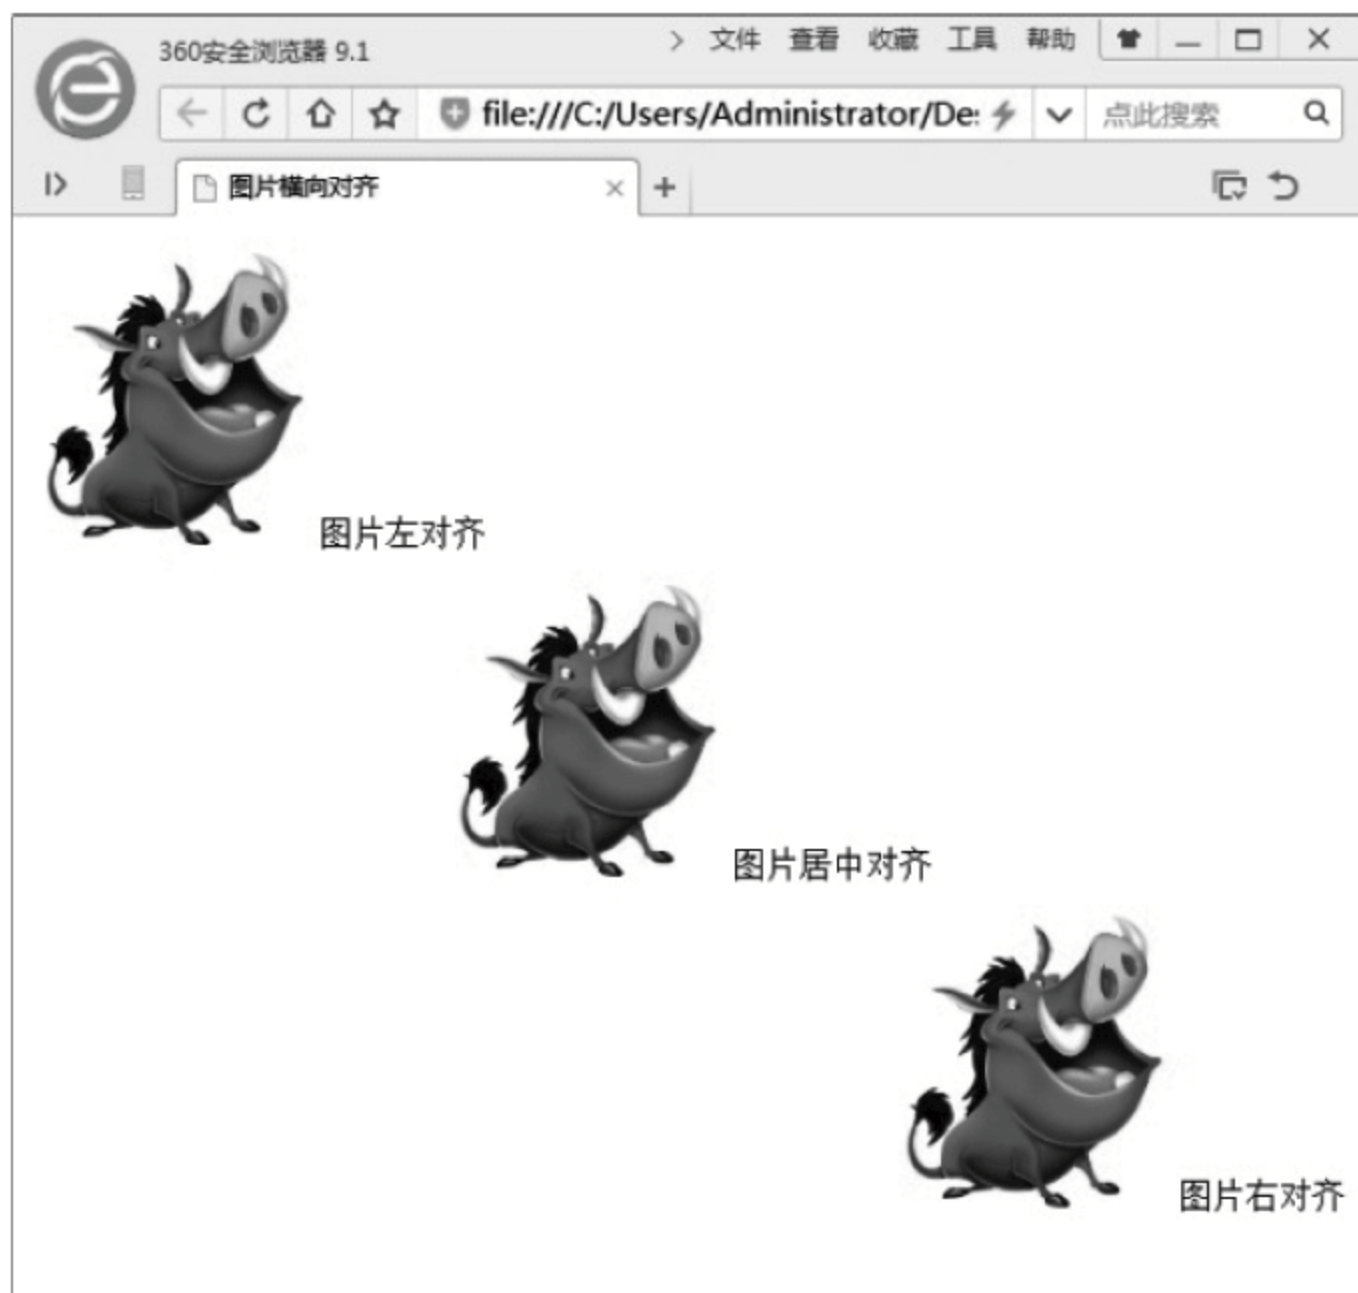 360安全浏览器 9.1
文件 查看 收藏 工具 帮助
file:///C:/Users/Administrator/De
点此搜索
图片横向对齐
图片左对齐
图片居中对齐
图片右对齐